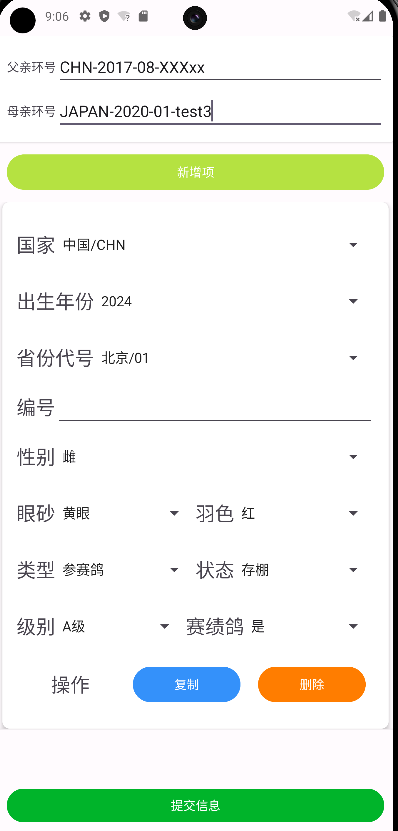 9:06
父亲环号 CHN-2017-08-XXXxx
母亲环号 JAPAN-2020-01-test3
新增项
国家 中国/CHN
出生年份 2024
省份代号 北京/01
编号
性别 雌
眼砂 黄眼 羽色 红
类型 参赛鸽 状态 存棚
级别 A级 赛绩鸽 是
操作 复制 删除
提交信息